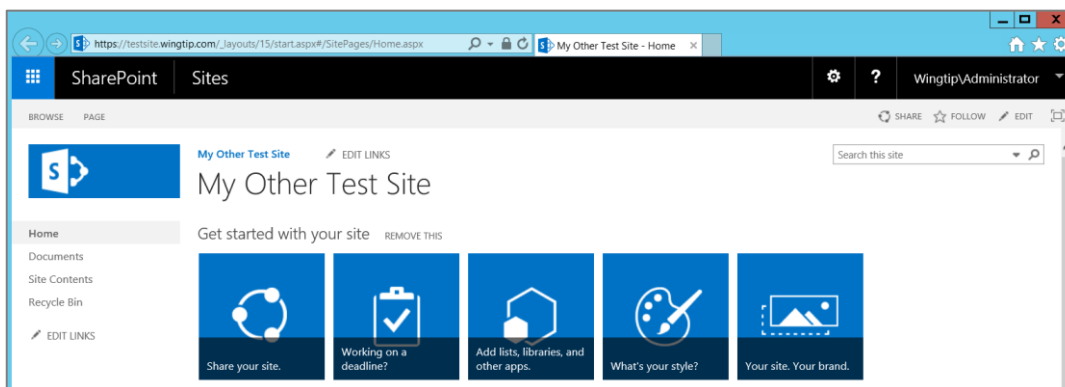 https://testsite.wingtip.com/_layouts/15/start.aspx#/SitePages/Home.aspx
My Other Test Site - Home
SharePoint
Sites
?
Wingtip\Administrator
BROWSE PAGE
SHARE FOLLOW EDIT
S
My Other Test Site EDIT LINKS
Search this site
My Other Test Site
Home
Documents
Site Contents
Recycle Bin
EDIT LINKS
Get started with your site REMOVE THIS
Share your site.
Working on a
deadline?
Add lists, libraries, and
other apps.
What's your style?
Your site. Your brand.